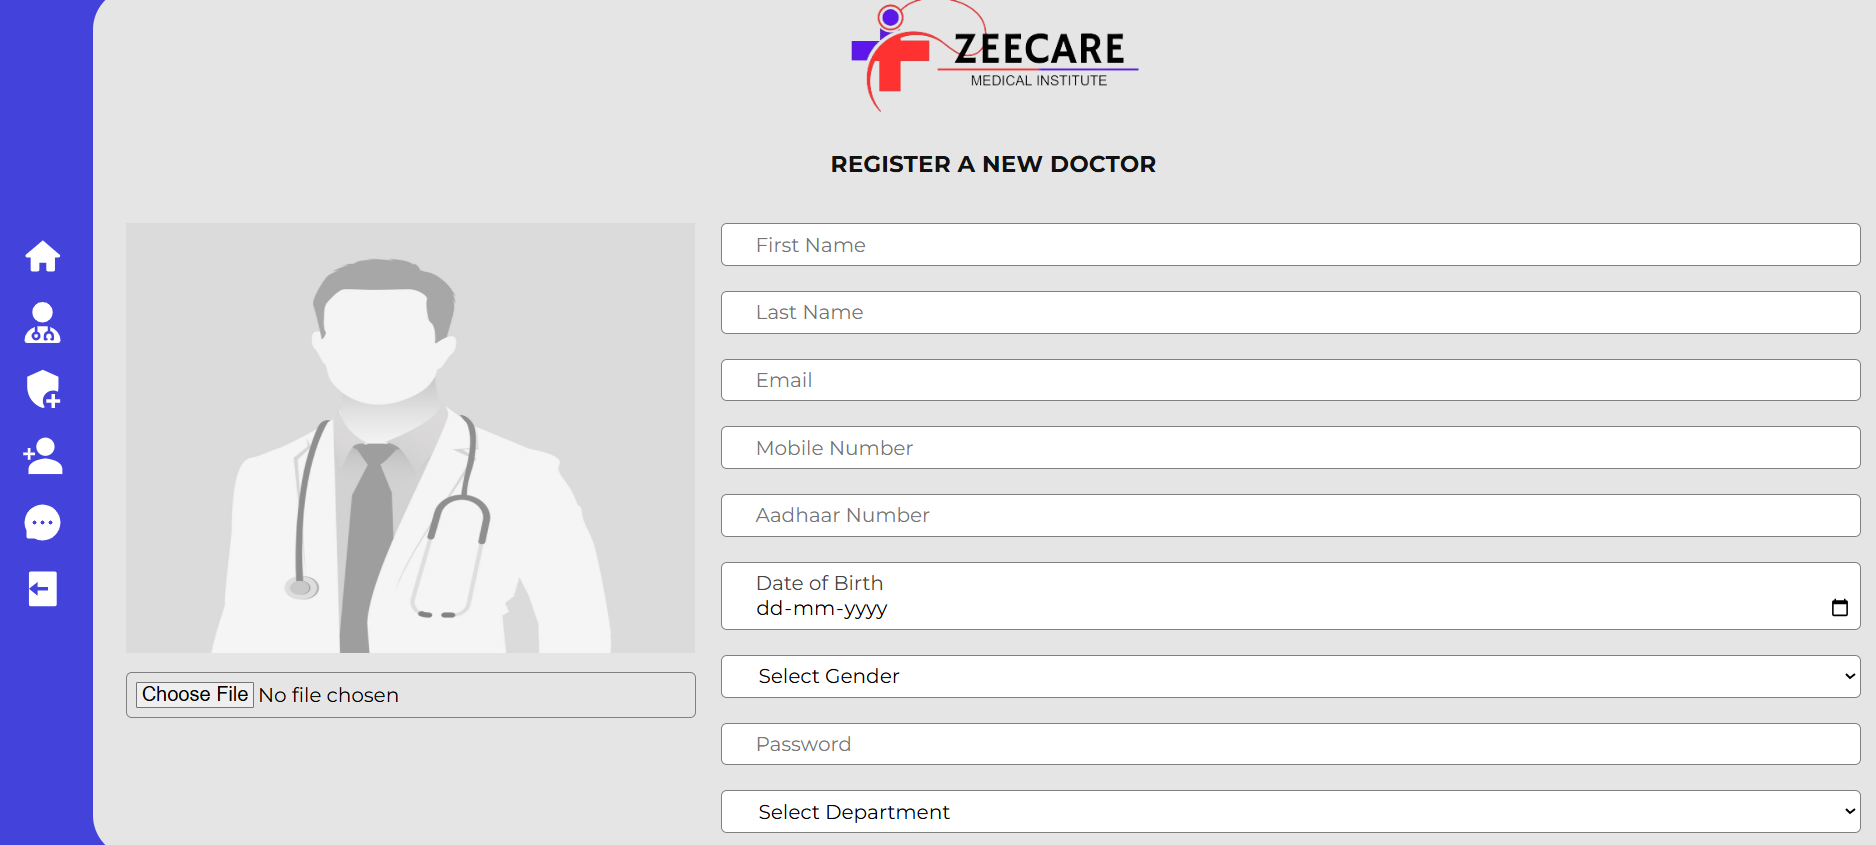 ZEECARE
MEDICAL INSTITUTE
REGISTER A NEW DOCTOR
Choose File No file chosen
First Name
Last Name
Email
Mobile Number
Aadhaar Number
Date of Birth
dd-mm-yyyy
Select Gender
Password
Select Department